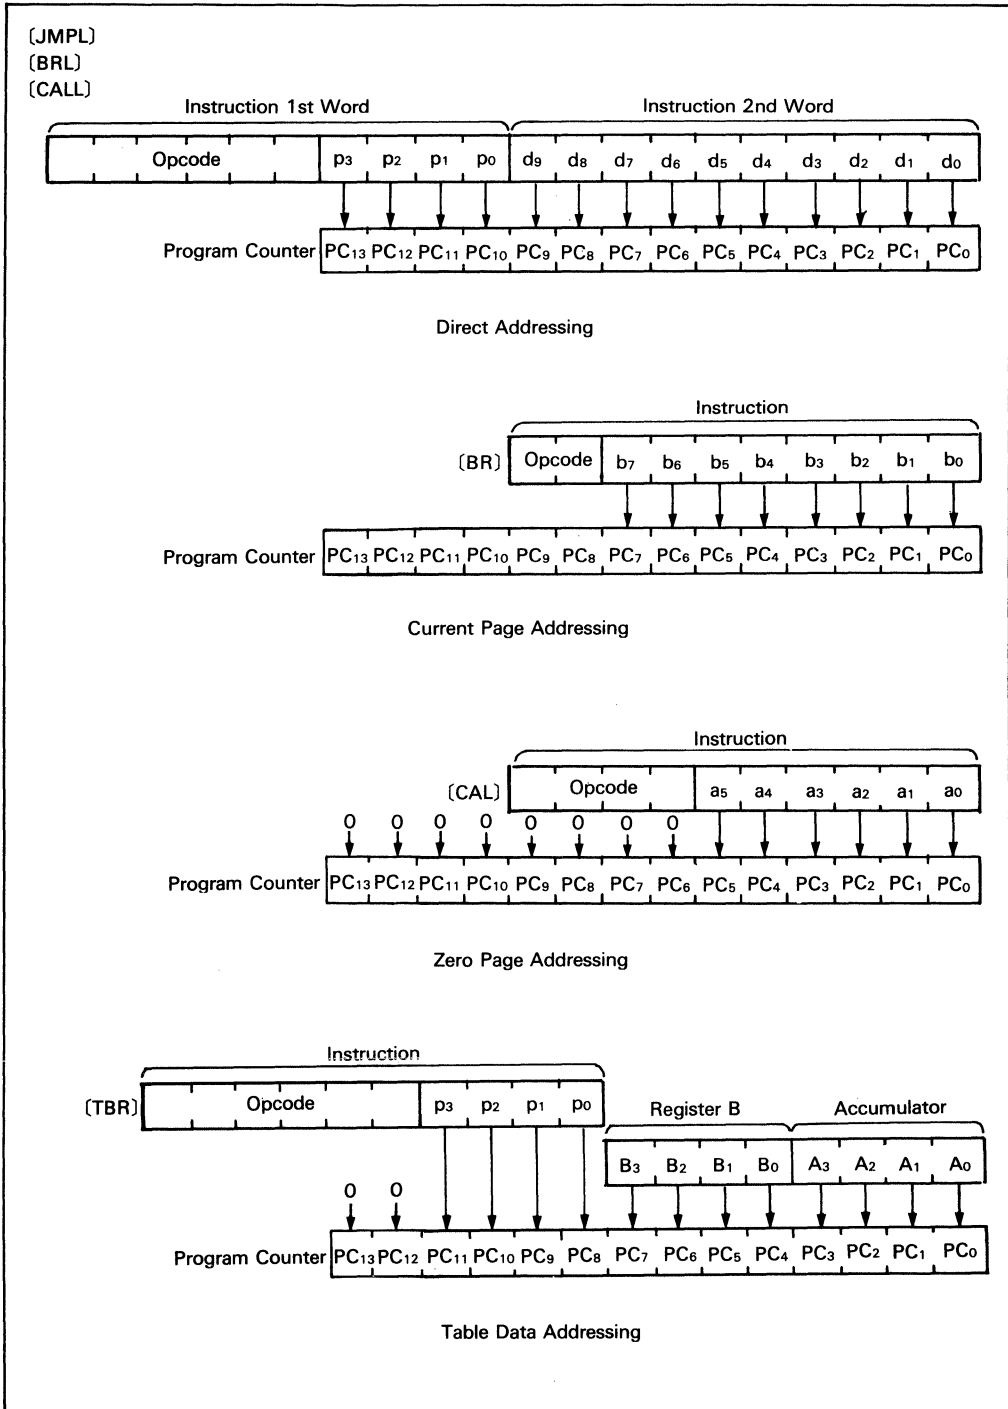 [JMPL]
[BRL]
[CALL]
Instruction 1st Word Instruction 2nd Word
Opcode p3 p2 p1 p0 d9 d8 d7 d6 d5 d4 d3 d2 d1 d0
Program Counter PC13 PC12 PC11 PC10 PC9 PC8 PC7 PC6 PC5 PC4 PC3 PC2 PC1 PC0
Direct Addressing
Instruction
[BR] Opcode b7 b6 b5 b4 b3 b2 b1 b0
Program Counter PC13 PC12 PC11 PC10 PC9 PC8 PC7 PC6 PC5 PC4 PC3 PC2 PC1 PC0
Current Page Addressing
Instruction
[CAL] Opcode a5 a4 a3 a2 a1 a0
0 0 0 0 0 0 0 0
Program Counter PC13 PC12 PC11 PC10 PC9 PC8 PC7 PC6 PC5 PC4 PC3 PC2 PC1 PC0
Zero Page Addressing
Instruction
[TBR] Opcode p3 p2 p1 p0
Register B Accumulator
B3 B2 B1 B0 A3 A2 A1 A0
0 0
Program Counter PC13 PC12 PC11 PC10 PC9 PC8 PC7 PC6 PC5 PC4 PC3 PC2 PC1 PC0
Table Data Addressing